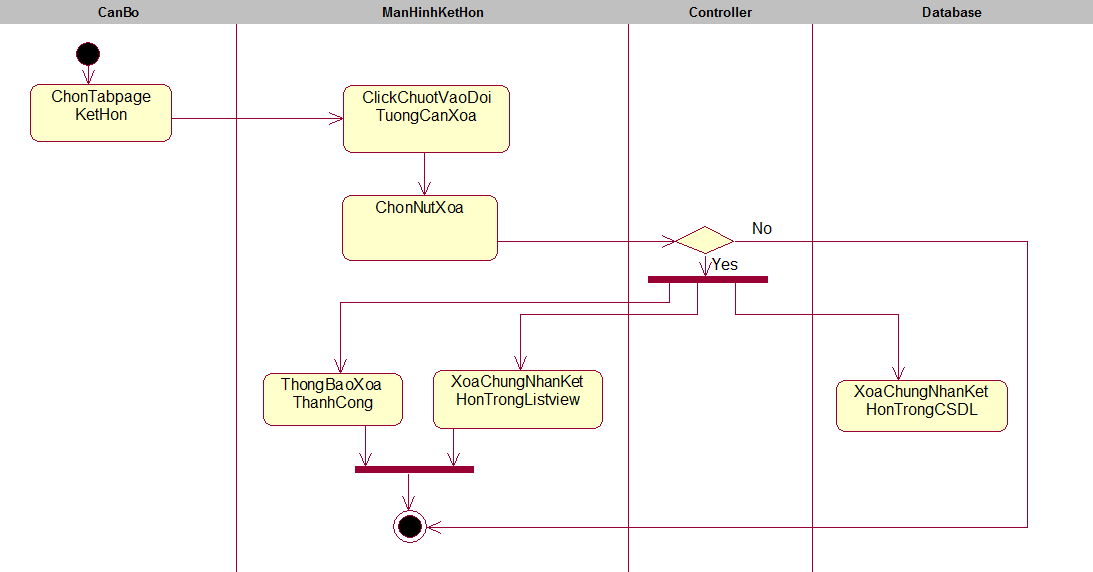 CanBo
ManHinhKetHon
Controller
Database
ChonTabpage
KetHon
ClickChuotVaoDoi
TuongCanXoa
ChonNutXoa
No
Yes
ThongBaoXoa
ThanhCong
XoaChungNhanKet
HonTrongListview
XoaChungNhanKet
HonTrongCSDL